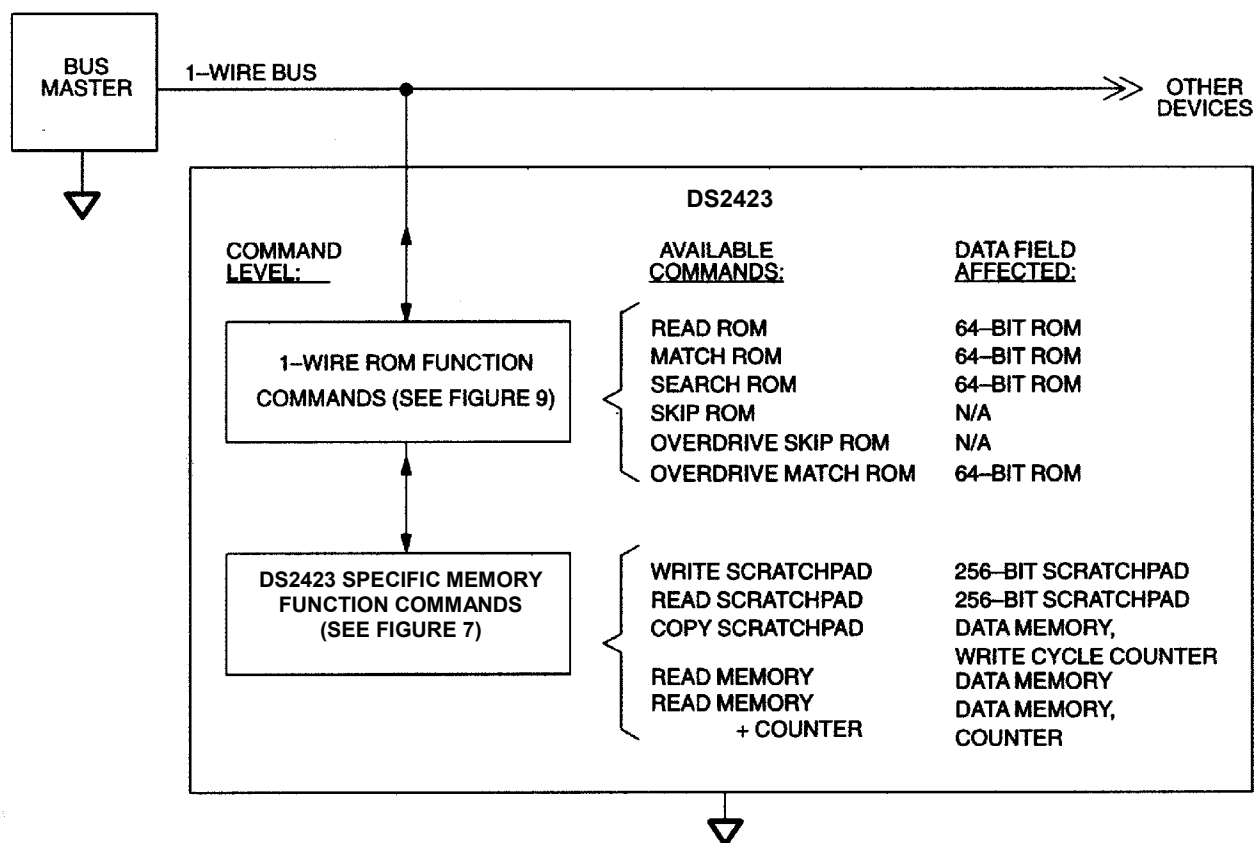 BUS
MASTER
1–WIRE BUS
OTHER
DEVICES
DS2423
COMMAND
LEVEL:
AVAILABLE
COMMANDS:
DATA FIELD
AFFECTED:
1–WIRE ROM FUNCTION
COMMANDS (SEE FIGURE 9)
READ ROM 64–BIT ROM
MATCH ROM 64–BIT ROM
SEARCH ROM 64–BIT ROM
SKIP ROM N/A
OVERDRIVE SKIP ROM N/A
OVERDRIVE MATCH ROM 64–BIT ROM
DS2423 SPECIFIC MEMORY
FUNCTION COMMANDS
(SEE FIGURE 7)
WRITE SCRATCHPAD 256–BIT SCRATCHPAD
READ SCRATCHPAD 256–BIT SCRATCHPAD
COPY SCRATCHPAD DATA MEMORY,
WRITE CYCLE COUNTER
READ MEMORY DATA MEMORY
READ MEMORY DATA MEMORY,
+ COUNTER COUNTER